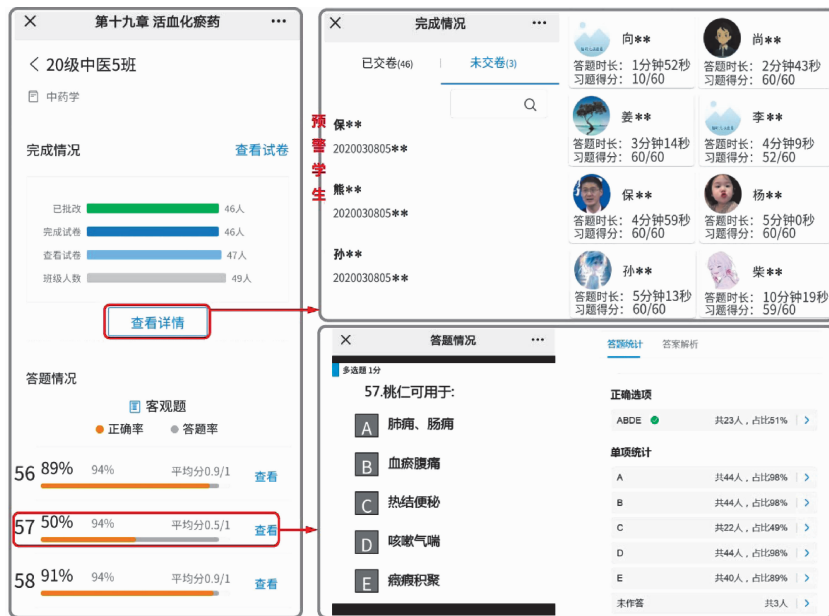 第十九章 活血化瘀药
20级中医5班
中药学
完成情况
查看试卷
已批改 46人
完成试卷 46人
查看试卷 47人
班级人数 49人
查看详情
答题情况
客观题
正确率 答题率
56 89% 94% 平均分0.9/1 查看
57 50% 94% 平均分0.5/1 查看
58 91% 94% 平均分0.9/1 查看
完成情况
已交卷(46) 未交卷(3)
预警学生
保**
2020030805**
熊**
2020030805**
孙**
2020030805**
向** 尚**
答题时长: 1分钟52秒 答题时长: 2分钟43秒
习题得分: 10/60 习题得分: 60/60
姜** 李**
答题时长: 3分钟14秒 答题时长: 4分钟9秒
习题得分: 60/60 习题得分: 52/60
保** 杨**
答题时长: 4分钟59秒 答题时长: 5分钟0秒
习题得分: 60/60 习题得分: 60/60
孙** 柴**
答题时长: 5分钟13秒 答题时长: 10分钟19秒
习题得分: 60/60 习题得分: 59/60
答题情况
多选题 1分
57.桃仁可用于:
A 肺痈、肠痈
B 血瘀腹痛
C 热结便秘
D 咳嗽气喘
E 癥瘕积聚
答题统计 答案解析
正确选项
ABDE 共23人，占比51%
单项统计
A 共44人，占比98%
B 共44人，占比98%
C 共22人，占比49%
D 共44人，占比98%
E 共40人，占比89%
未作答 共3人